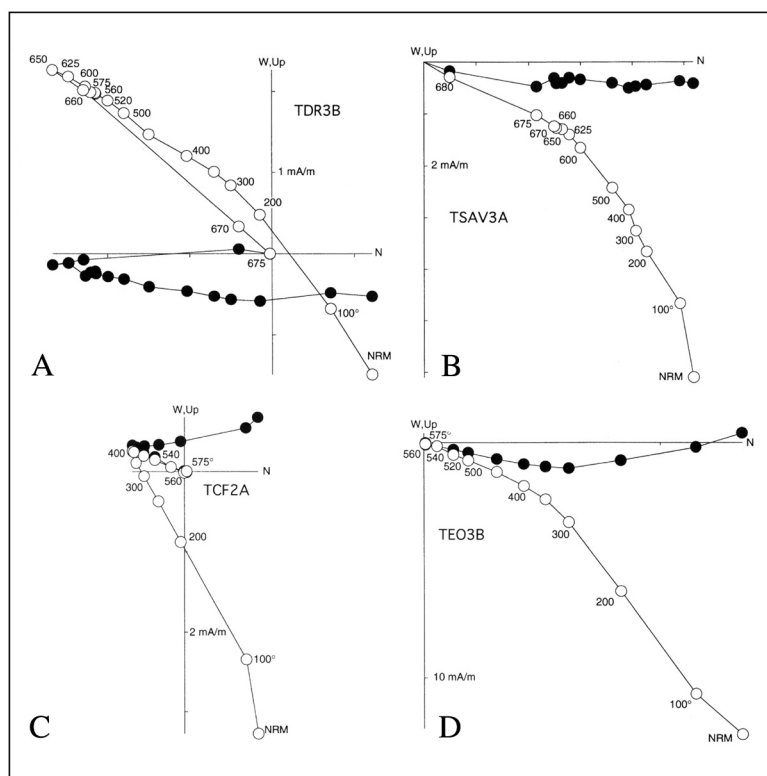 W,Up
650
625
600
575
560
660
520
500
TDR3B
400
1 mA/m
300
200
670
N
675
100°
NRM
A
W,Up
N
680
675
660
670
650
625
600
2 mA/m
500
TSAV3A
400
300
200
100°
NRM
B
W,Up
400
540
575°
N
560
300
TCF2A
200
2 mA/m
100°
NRM
C
W,Up
575°
N
560
540
520
500
400
TEO3B
300
200
10 mA/m
100°
NRM
D